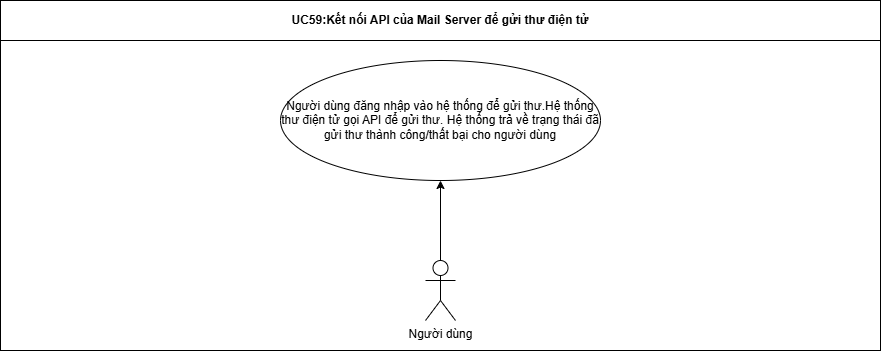 UC59:Kết nối API của Mail Server để gửi thư điện tử
Người dùng đăng nhập vào hệ thống để gửi thư.Hệ thống
thư điện tử gọi API để gửi thư. Hệ thống trả về trạng thái đã
gửi thư thành công/thất bại cho người dùng
Người dùng